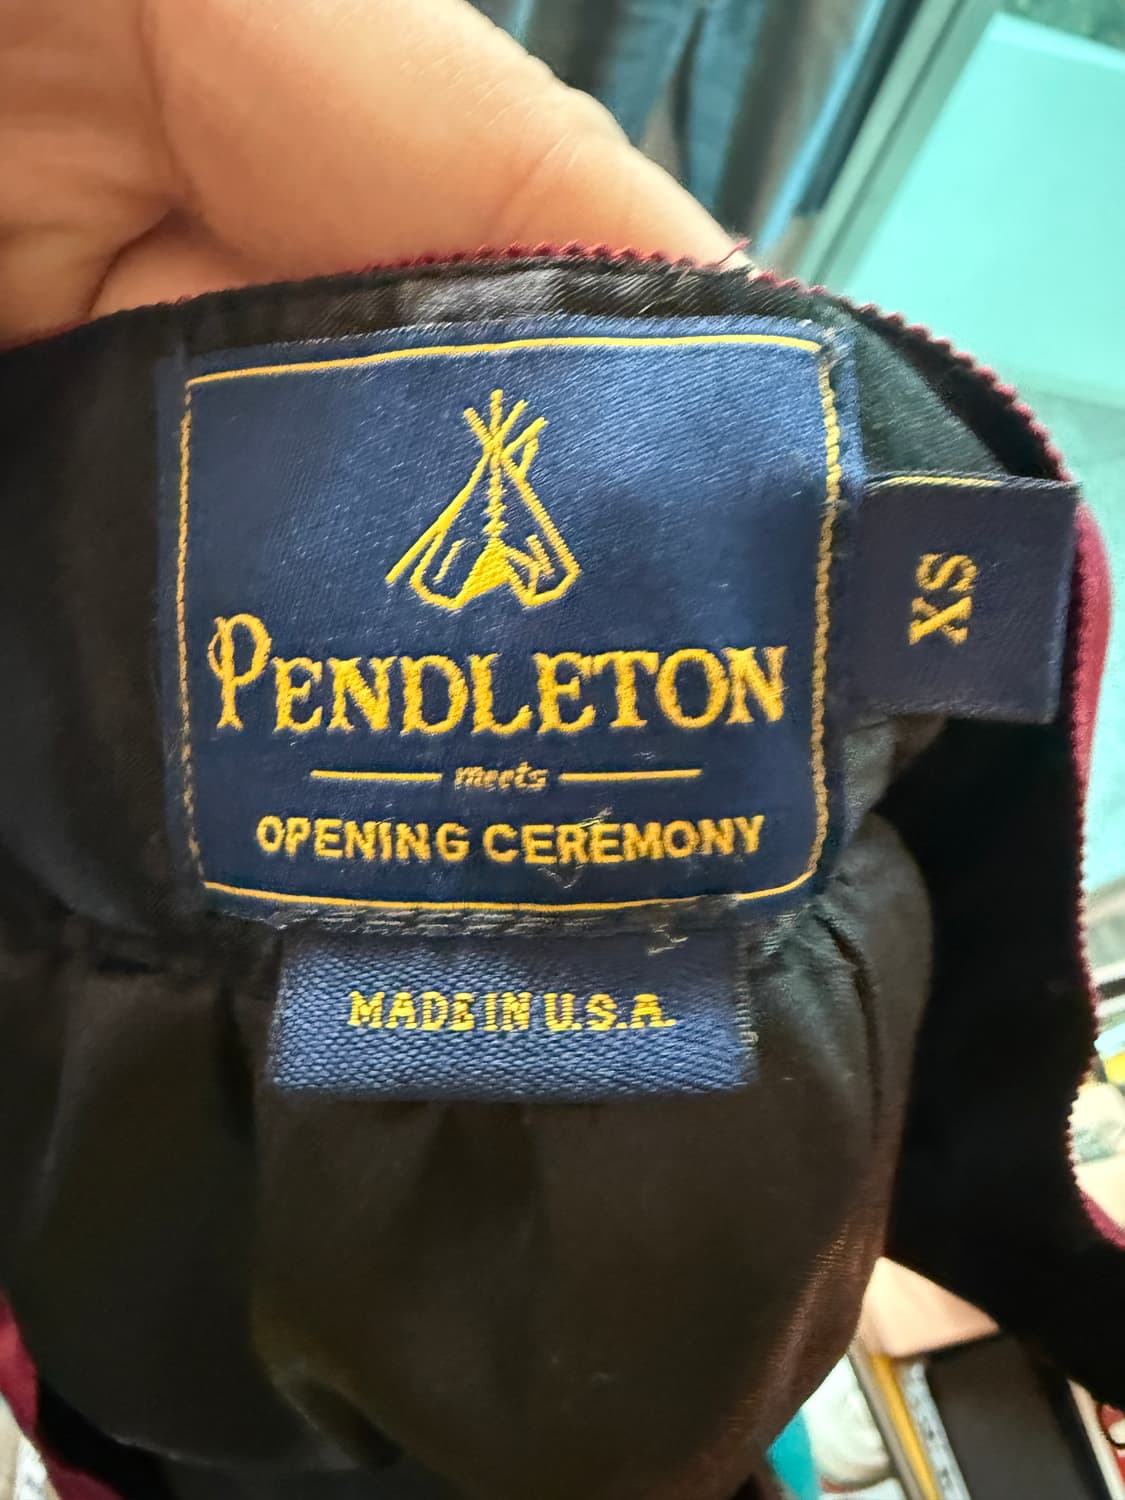 PENDLETON
meets
OPENING CEREMONY
XS
MADE IN U.S.A.